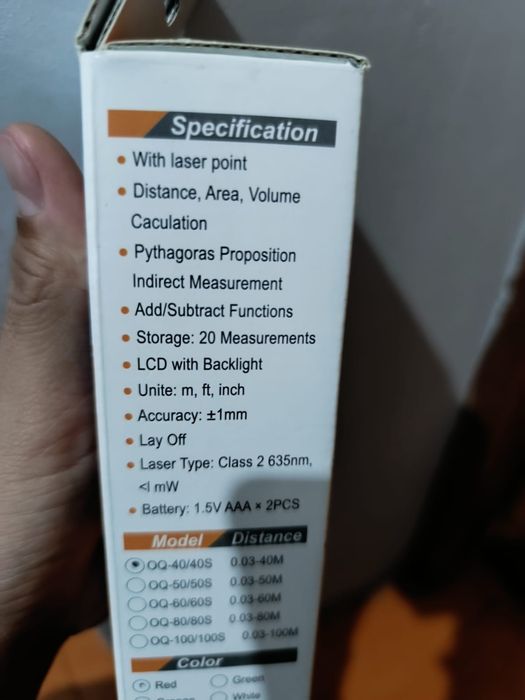 Specification
With laser point
Distance, Area, Volume
Caculation
Pythagoras Proposition
Indirect Measurement
Add/Subtract Functions
Storage: 20 Measurements
LCD with Backlight
Unite: m, ft, inch
Accuracy: ±1mm
Lay Off
Laser Type: Class 2 635nm,
<I mW
Battery: 1.5V AAA × 2PCS
Model Distance
OQ-40/40S 0.03-40M
OQ-50/50S 0.03-50M
OQ-60/60S 0.03-60M
OQ-80/80S 0.03-80M
OQ-100/100S 0.03-100M
Color
Red Green
White